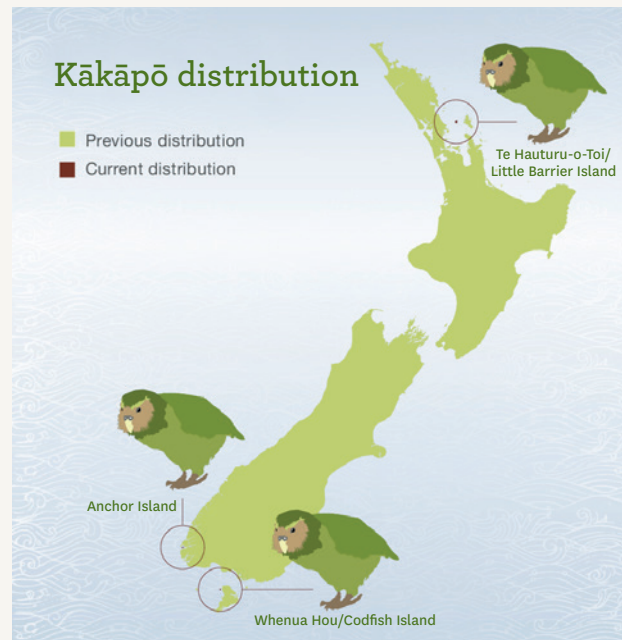 Kākāpō distribution
Previous distribution
Current distribution
Te Hauturu-o-Toi/
Little Barrier Island
Anchor Island
Whenua Hou/Codfish Island